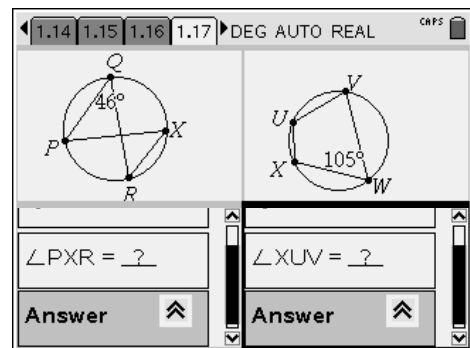 1.14 1.15 1.16 1.17 DEG AUTO REAL CAPS
Q
46°
P
X
R
V
U
X
105°
W
∠PXR = ?
∠XUV = ?
Answer
Answer